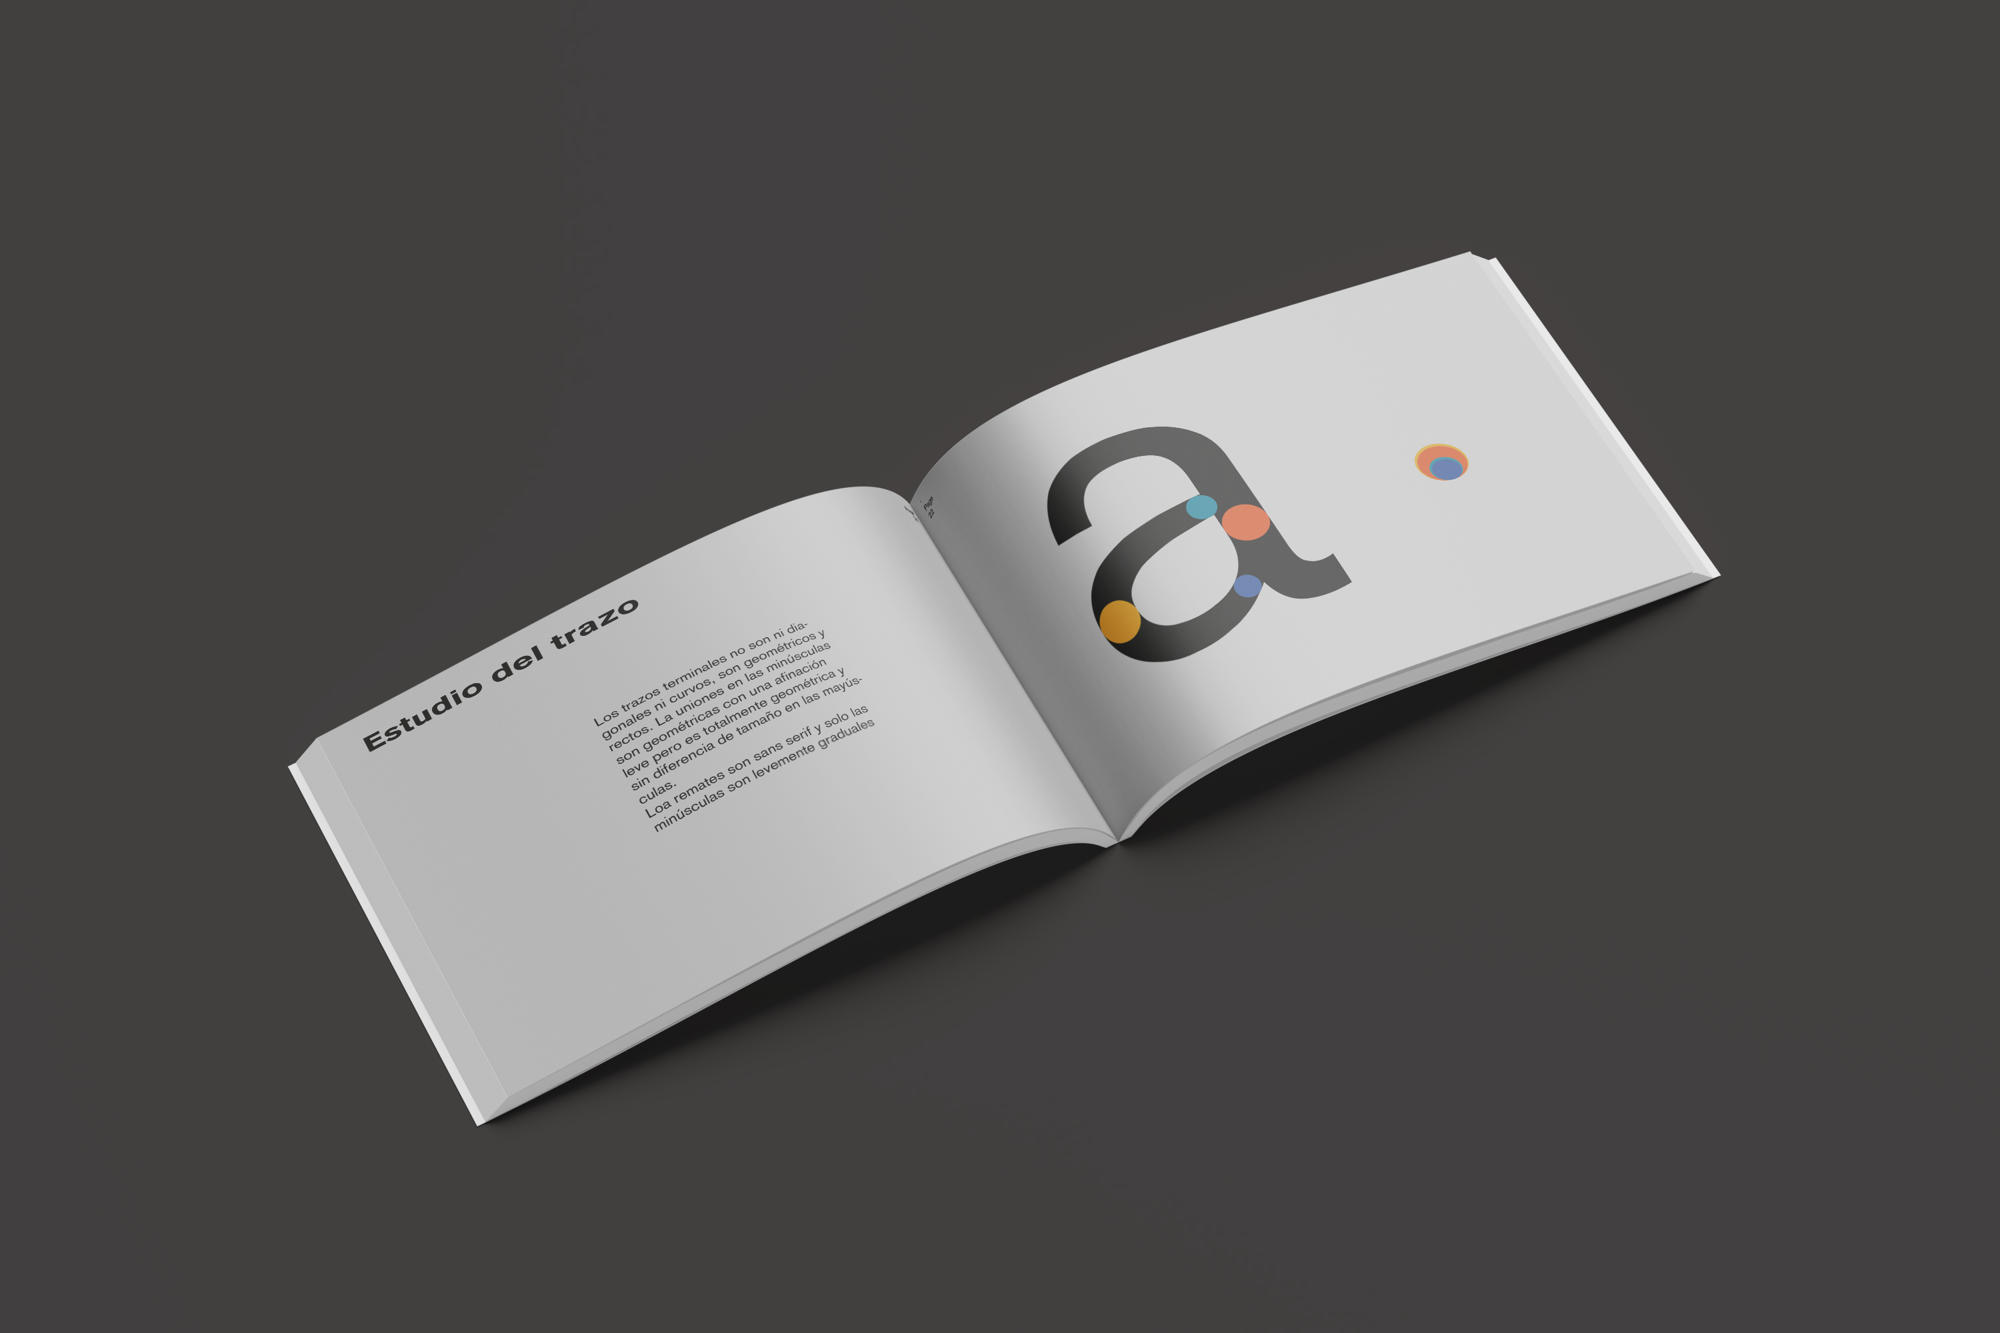 Estudio del trazo
Los trazos terminales no son ni dia-
gonales ni curvos, son geométricos y
rectos. La uniones en las minúsculas
son geométricas con una afinación
leve pero es totalmente geométrica y
sin diferencia de tamaño en las mayús-
culas.
Loa remates son sans serif y solo las
minúsculas son levemente graduales
Page
a